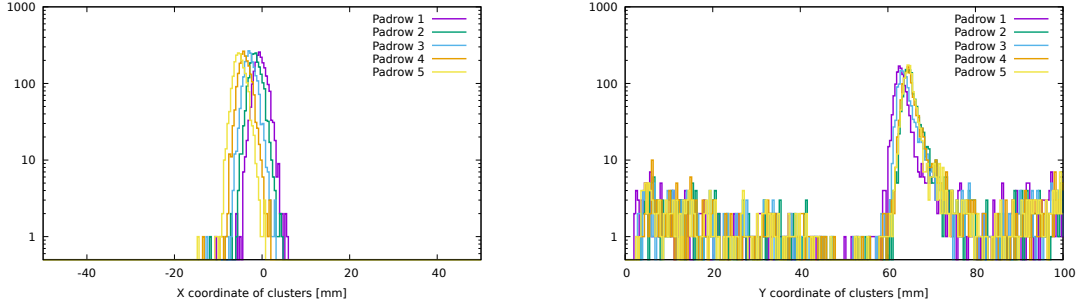 1000
100
10
1
-40
-20
0
20
40
X coordinate of clusters [mm]
Padrow 1
Padrow 2
Padrow 3
Padrow 4
Padrow 5
1000
100
10
1
0
20
40
60
80
100
Y coordinate of clusters [mm]
Padrow 1
Padrow 2
Padrow 3
Padrow 4
Padrow 5